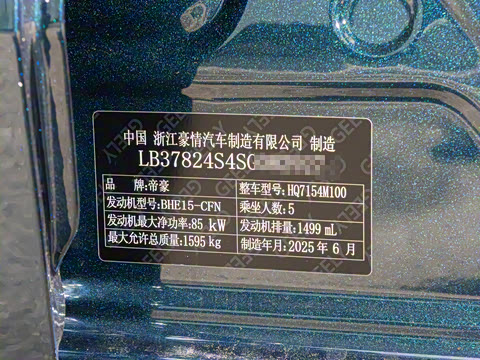 中国 浙江豪情汽车制造有限公司 制造
LB37824S4S
品 牌:帝豪 整车型号:HQ7154M100
发动机型号:BHE15-CFN 乘坐人数:5
发动机最大净功率:85 kW 发动机排量:1499 mL
最大允许总质量:1595 kg 制造年月:2025 年 6 月